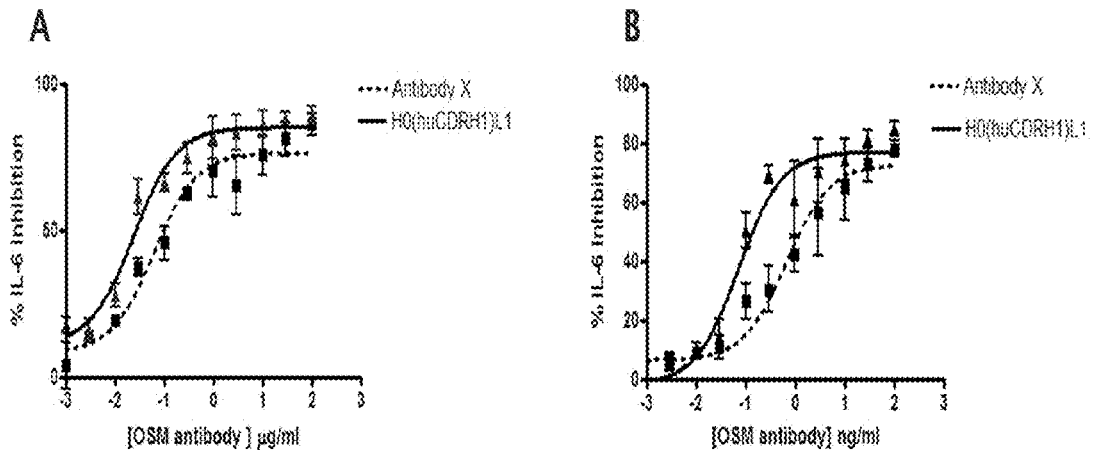 A
100
50
0
-3 -2 -1 0 1 2 3
% IL-6 Inhibition
[OSM antibody ] µg/ml
Antibody X
H0(huCDRH1)L1
B
100
80
60
40
20
0
-3 -2 -1 0 1 2 3
% IL-6 Inhibition
[OSM antibody] ng/ml
Antibody X
H0(huCDRH1)L1